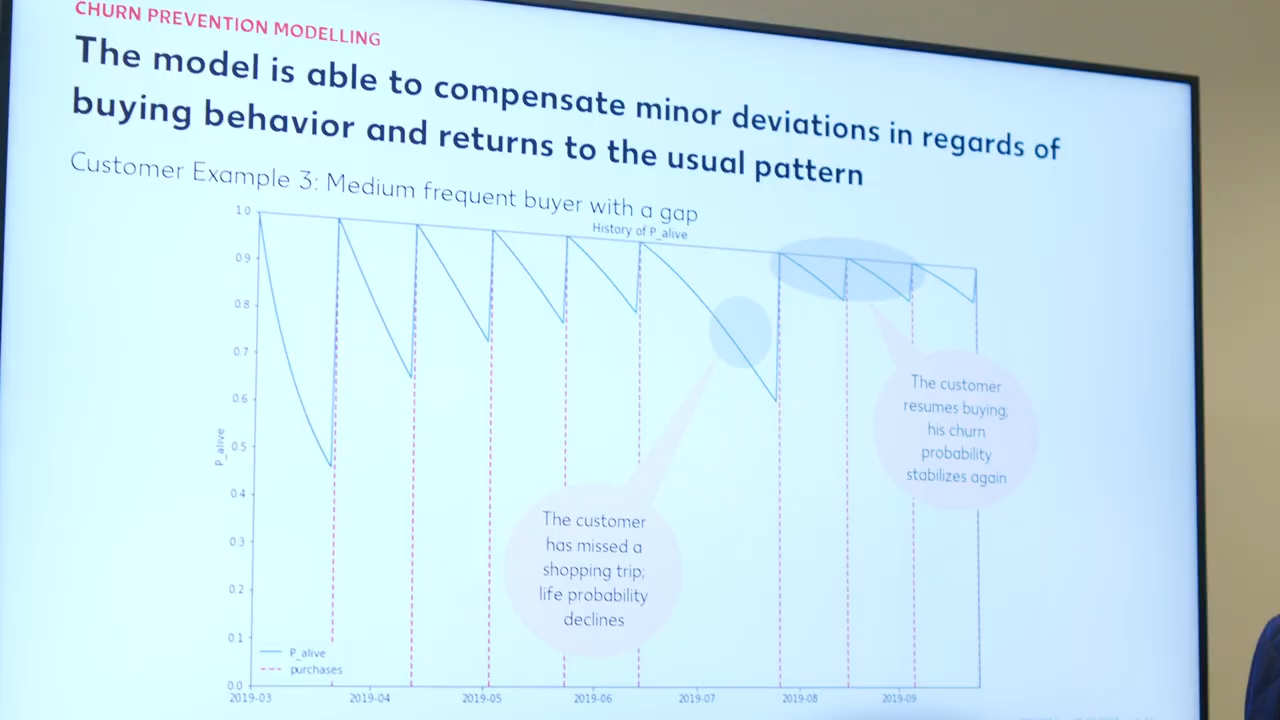 CHURN PREVENTION MODELLING
The model is able to compensate minor deviations in regards of
buying behavior and returns to the usual pattern
Customer Example 3: Medium frequent buyer with a gap
History of P_alive
1.0
0.9
0.8
0.7
0.6
0.5
0.4
0.3
0.2
0.1
0.0
P_alive
The customer
resumes buying,
his churn
probability
stabilizes again
The customer
has missed a
shopping trip;
life probability
declines
P_alive
purchases
2019-03
2019-04
2019-05
2019-06
2019-07
2019-08
2019-09